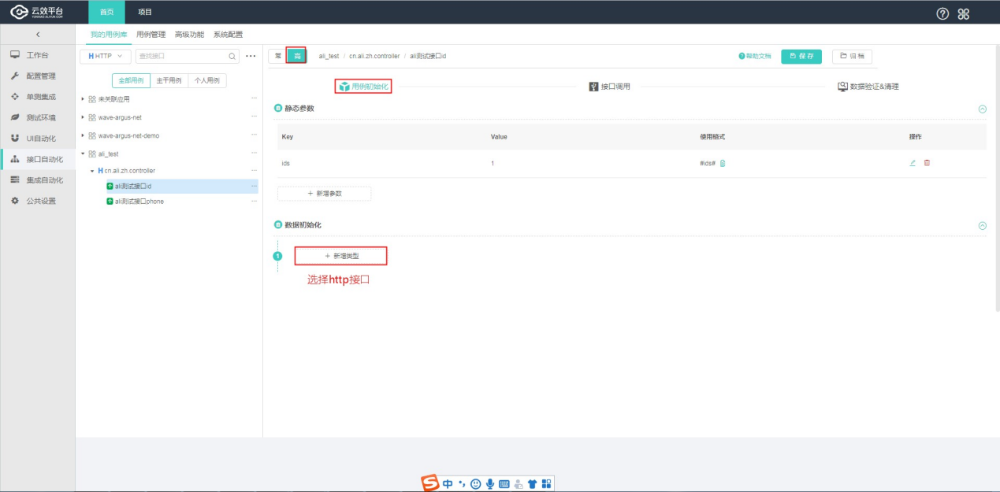 云效平台 首页 项目
YUNXIAO.ALIYUN.COM
我的用例库 用例管理 高级功能 系统配置
工作台
配置管理
单测集成
测试环境
UI自动化
接口自动化
集成自动化
公共设置
H HTTP 查找接口
全部用例 主干用例 个人用例
未关联应用
wave-argus-net
wave-argus-net-demo
ali_test
H cn.ali.zh.controller
ali测试接口id
ali测试接口phone
常 高 ali_test / cn.ali.zh.controller / ali测试接口id 帮助文档 保存 归档
用例初始化 接口调用 数据验证&清理
静态参数
Key Value 使用格式 操作
ids 1 #ids#
+ 新增参数
数据初始化
1 + 新增类型
选择http接口
S 中